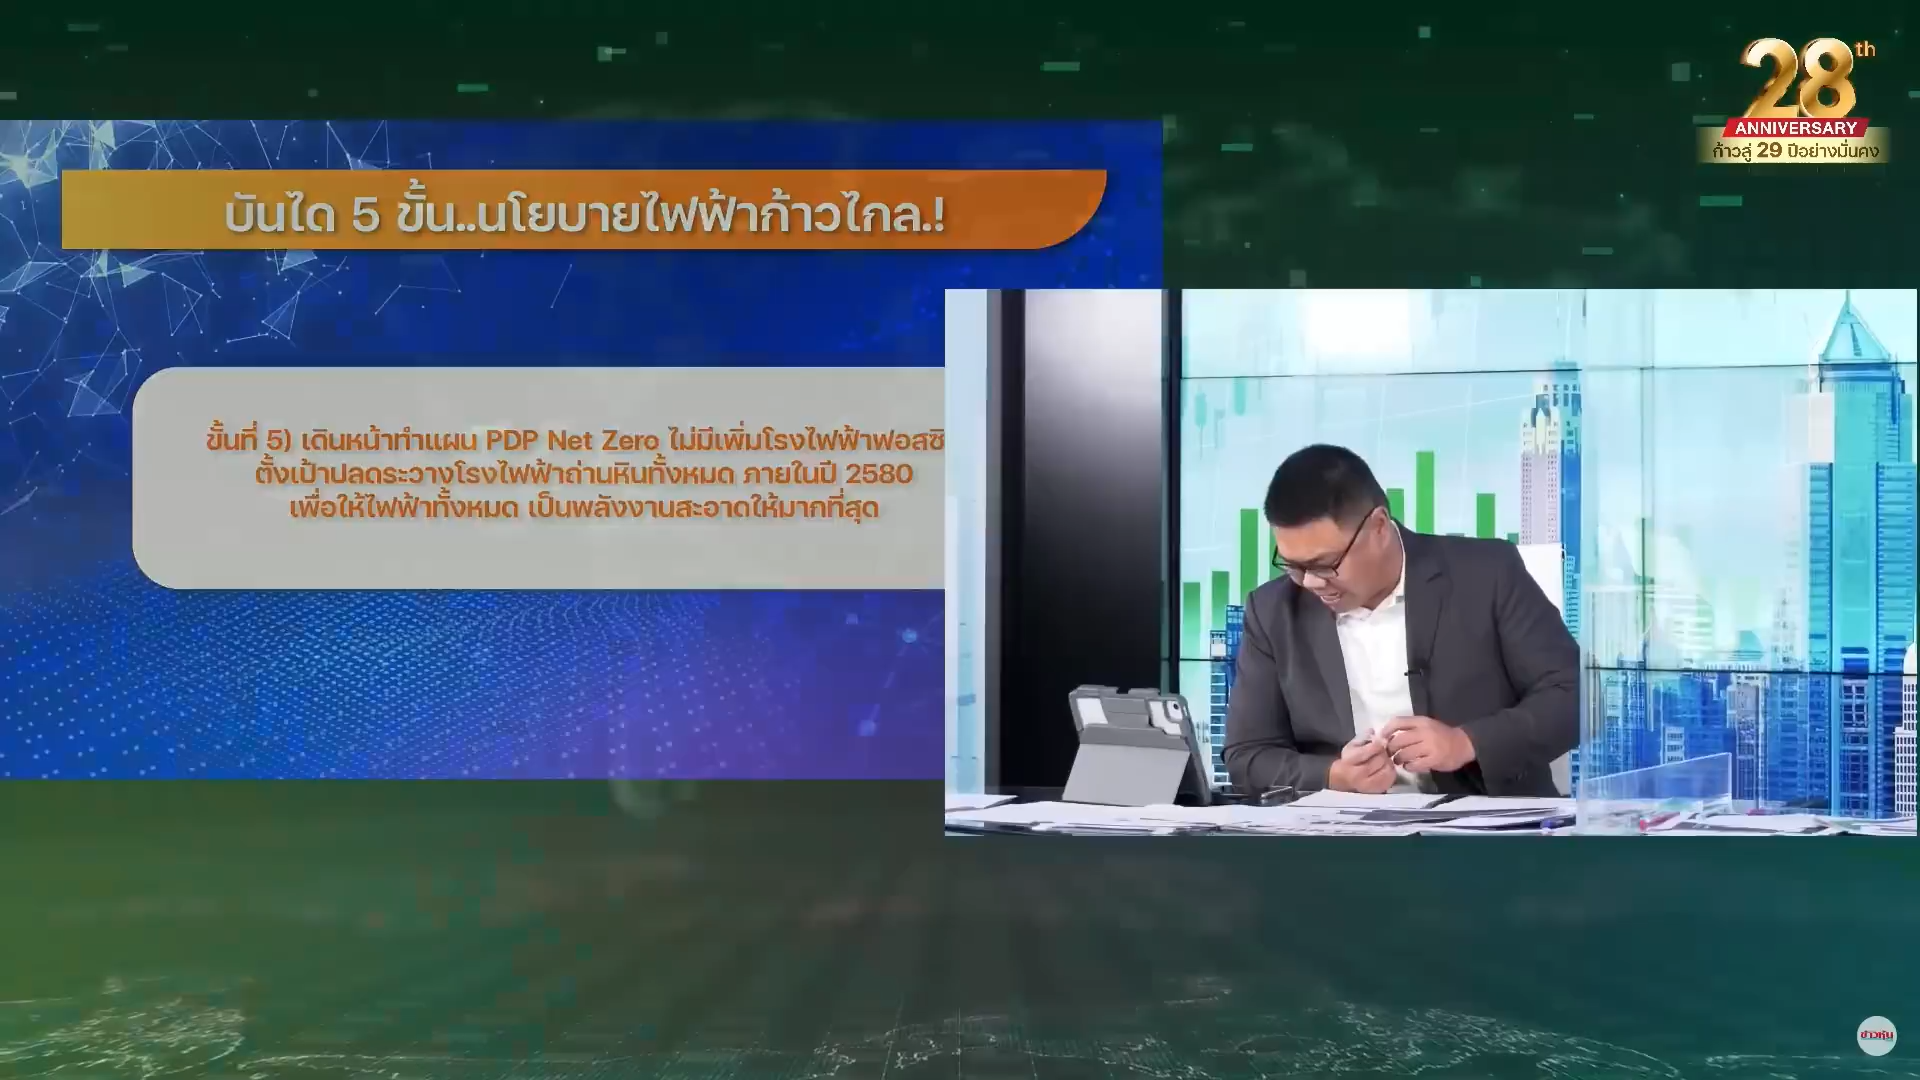 28th
ANNIVERSARY
ก้าวสู่ 29 ปีอย่างมั่นคง
บันได 5 ขั้น..นโยบายไฟฟ้าก้าวไกล.!
ขั้นที่ 5) เดินหน้าทำแผน PDP Net Zero ไม่มีเพิ่มโรงไฟฟ้าฟอสซิ
ตั้งเป้าปลดระวางโรงไฟฟ้าถ่านหินทั้งหมด ภายในปี 2580
เพื่อให้ไฟฟ้าทั้งหมด เป็นพลังงานสะอาดให้มากที่สุด
ข่าวหุ้น